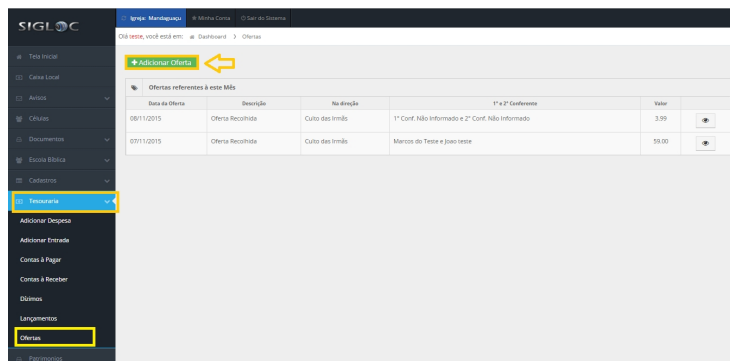 SIGLOC
Igreja: Mandaguaçu Minha Conta Sair do Sistema
Olá teste, você está em: Dashboard > Ofertas
Tela Inicial
Caixa Local
Avisos
Células
Documentos
Escola Bíblica
Cadastros
Tesouraria
Adicionar Despesa
Adicionar Entrada
Contas à Pagar
Contas à Receber
Dízimos
Lançamentos
Ofertas
Patrimonios
+ Adicionar Oferta
Ofertas referentes à este Mês
Data da Oferta Descrição Na direção 1º e 2º Conferente Valor
08/11/2015 Oferta Recolhida Culto das Irmãs 1º Conf. Não Informado e 2º Conf. Não Informado 3.99
07/11/2015 Oferta Recolhida Culto das Irmãs Marcos do Teste e Joao teste 59.00